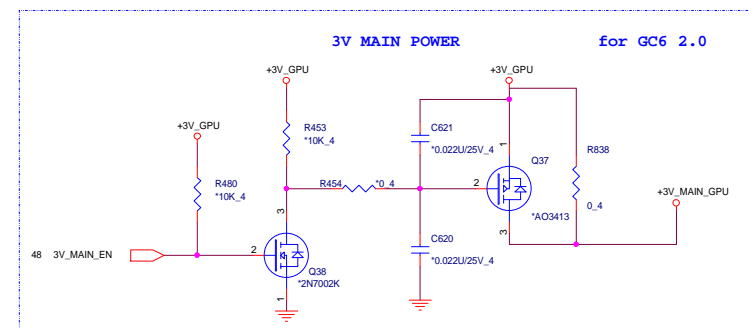 3V MAIN POWER for GC6 2.0
+3V_GPU +3V_GPU
+3V_GPU
R453
*10K_4
C621
*0.022U/25V_4
1
Q37
R838
R480
*10K_4
R454 *0_4
2
+3V_MAIN_GPU
0_4
*AO3413
3
3
C620
*0.022U/25V_4
48 3V_MAIN_EN
2
Q38
*2N7002K
1